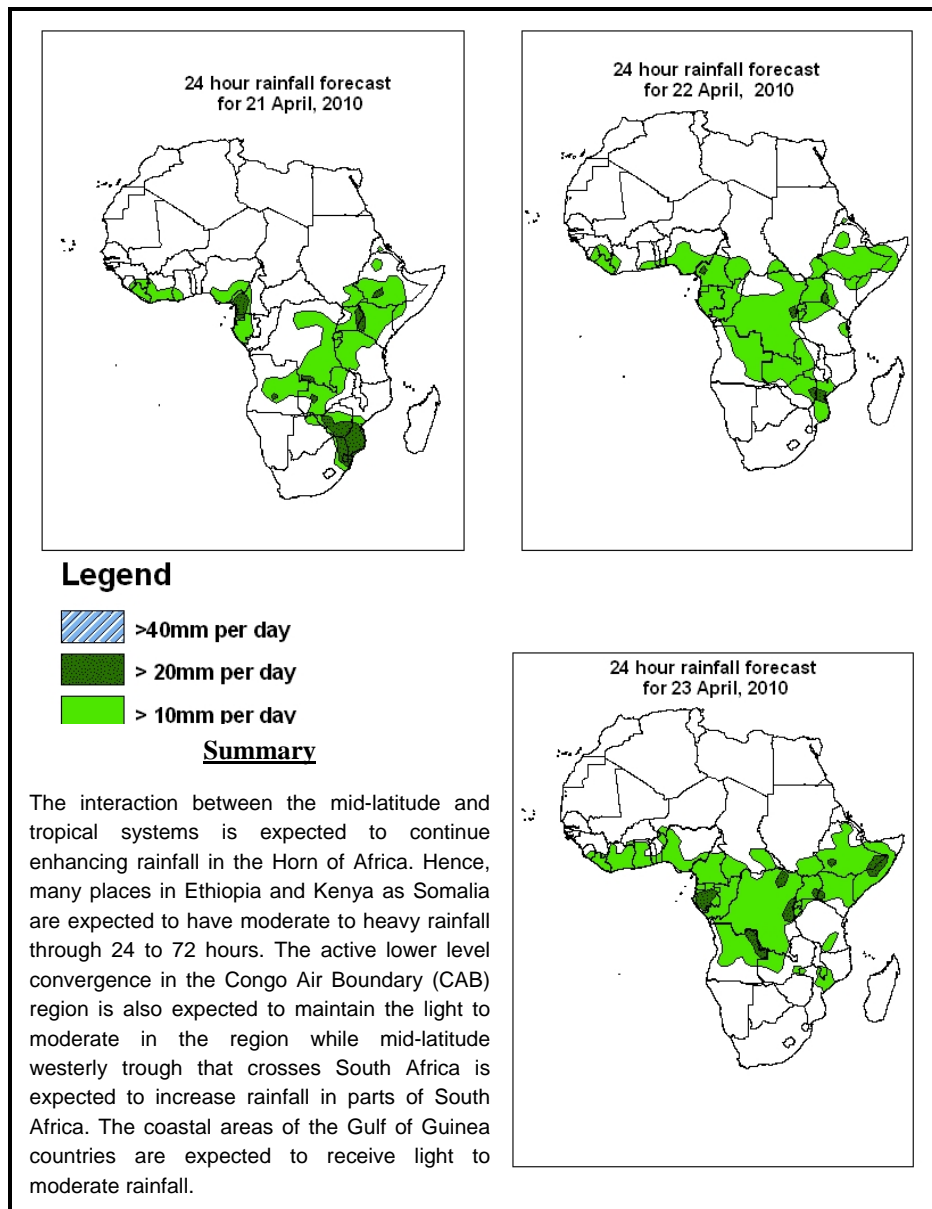 24 hour rainfall forecast
for 21 April, 2010
24 hour rainfall forecast
for 22 April, 2010
Legend
>40mm per day
> 20mm per day
> 10mm per day
24 hour rainfall forecast
for 23 April, 2010
Summary
The interaction between the mid-latitude and
tropical systems is expected to continue
enhancing rainfall in the Horn of Africa. Hence,
many places in Ethiopia and Kenya as Somalia
are expected to have moderate to heavy rainfall
through 24 to 72 hours. The active lower level
convergence in the Congo Air Boundary (CAB)
region is also expected to maintain the light to
moderate in the region while mid-latitude
westerly trough that crosses South Africa is
expected to increase rainfall in parts of South
Africa. The coastal areas of the Gulf of Guinea
countries are expected to receive light to
moderate rainfall.